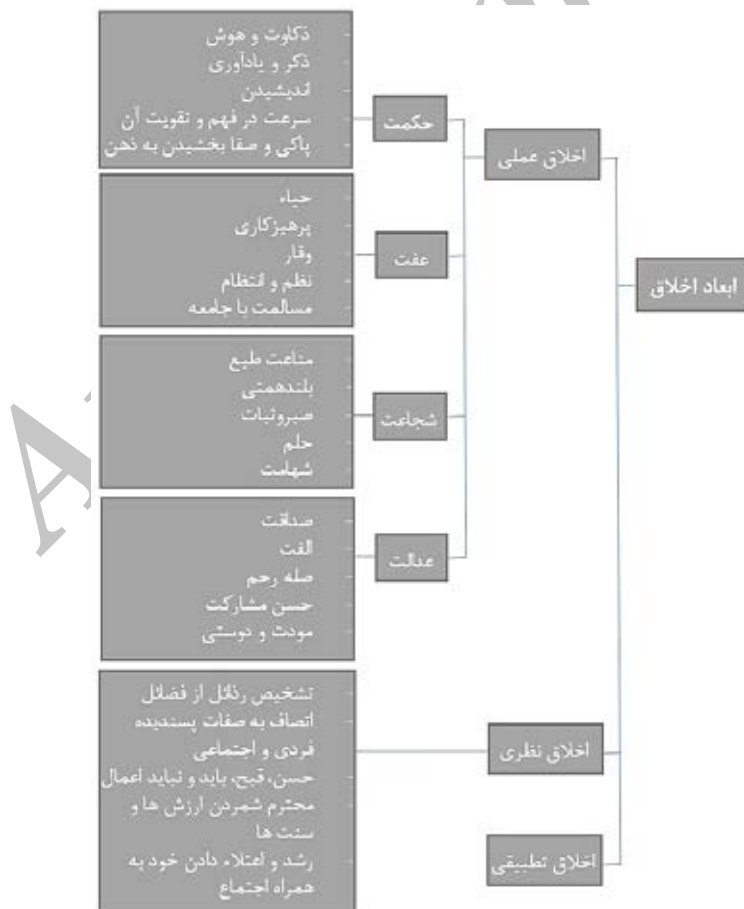 ابعاد اخلاق
اخلاق عملی
حکمت
ذکاوت و هوش
ذکر و یادآوری
اندیشیدن
سرعت در فهم و تقویت آن
پاکی و صفا بخشیدن به ذهن
عفت
حیاء
پرهیزکاری
وقار
نظم و انتظام
مسالمت با جامعه
شجاعت
مناعت طبع
بلندهمتی
صبروثبات
حلم
شهامت
عدالت
صداقت
الفت
صله رحم
حسن مشارکت
مودت و دوستی
اخلاق نظری
تشخیص رذائل از فضائل
اتصاف به صفات پسندیده
فردی و اجتماعی
حسن، قبح، باید و نباید اعمال
محترم شمردن ارزش ها و
سنت ها
رشد و اعتلاء دادن خود به
همراه اجتماع
اخلاق تطبیقی